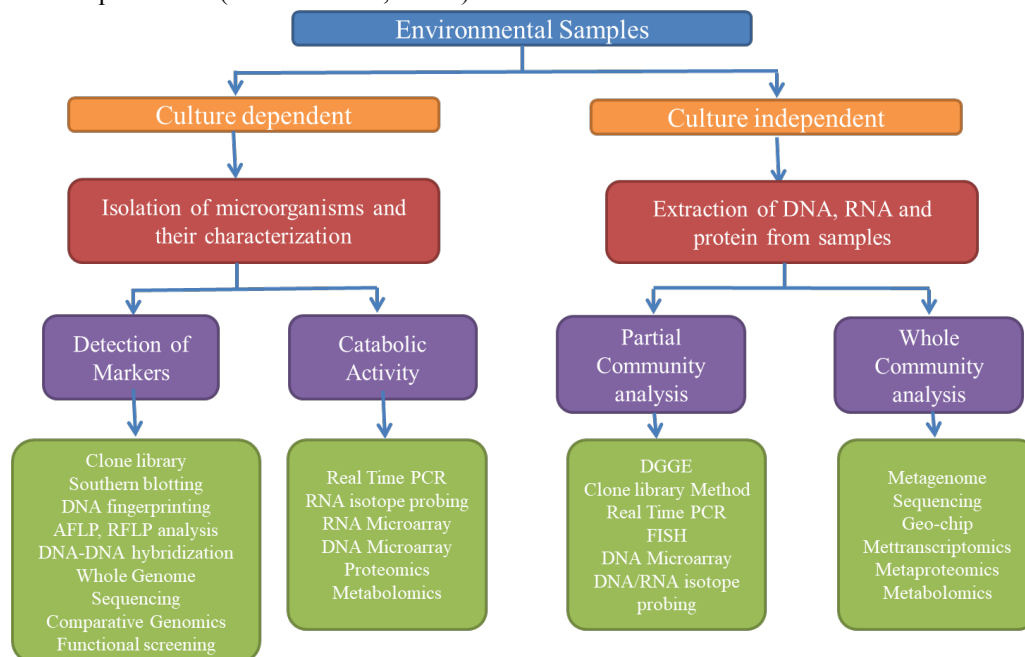 Environmental Samples
Culture dependent
Culture independent
Isolation of microorganisms and
their characterization
Extraction of DNA, RNA and
protein from samples
Detection of
Markers
Catabolic
Activity
Partial
Community
analysis
Whole
Community
analysis
Clone library
Southern blotting
DNA fingerprinting
AFLP, RFLP analysis
DNA-DNA hybridization
Whole Genome
Sequencing
Comparative Genomics
Functional screening
Real Time PCR
RNA isotope probing
RNA Microarray
DNA Microarray
Proteomics
Metabolomics
DGGE
Clone library Method
Real Time PCR
FISH
DNA Microarray
DNA/RNA isotope
probing
Metagenome
Sequencing
Geo-chip
Mettranscriptomics
Metaproteomics
Metabolomics